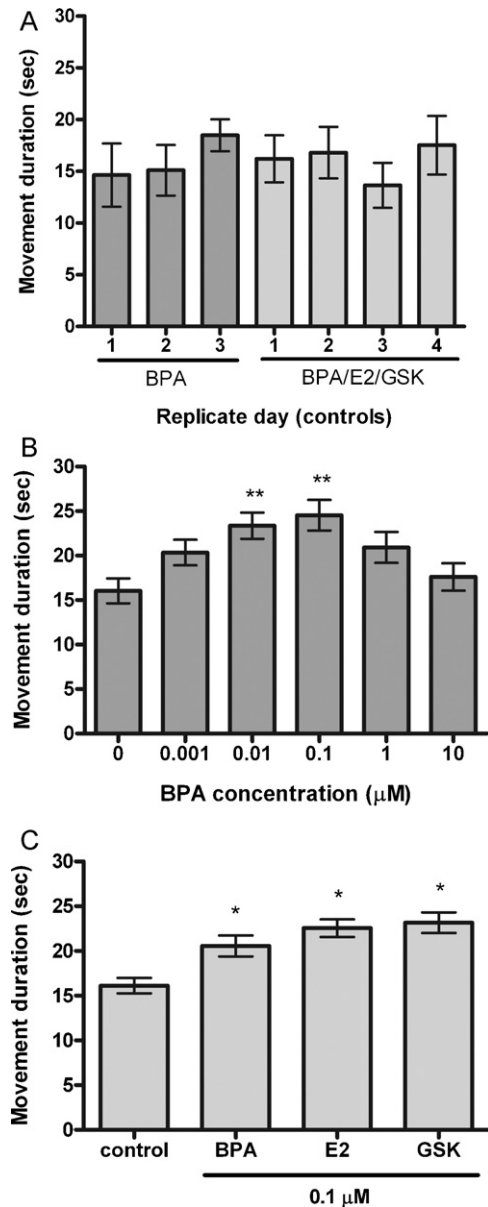 A
Movement duration (sec)
30
25
20
15
10
5
0
1 2 3 1 2 3 4
BPA BPA/E2/GSK
Replicate day (controls)
B
Movement duration (sec)
30
25
20
15
10
5
0
** **
0 0.001 0.01 0.1 1 10
BPA concentration (μM)
C
Movement duration (sec)
30
25
20
15
10
5
0
* * *
control BPA E2 GSK
0.1 μM